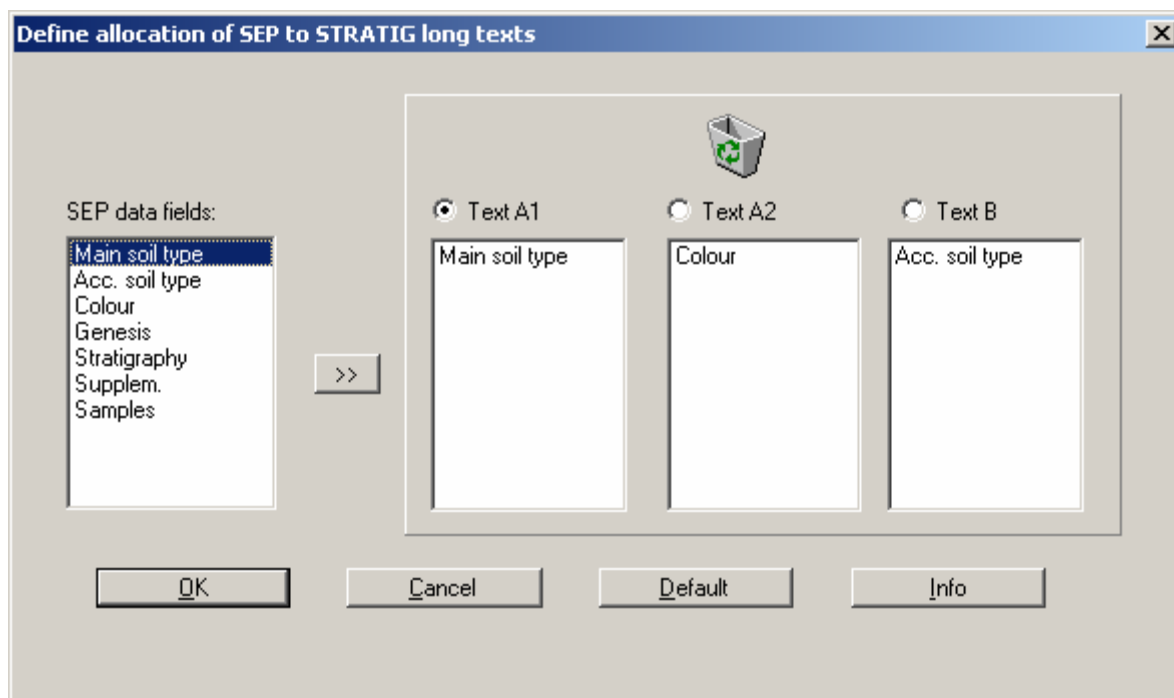 Define allocation of SEP to STRATIG long texts
SEP data fields:
Main soil type
Acc. soil type
Colour
Genesis
Stratigraphy
Supplem.
Samples
>>
Text A1
Main soil type
Text A2
Colour
Text B
Acc. soil type
OK
Cancel
Default
Info